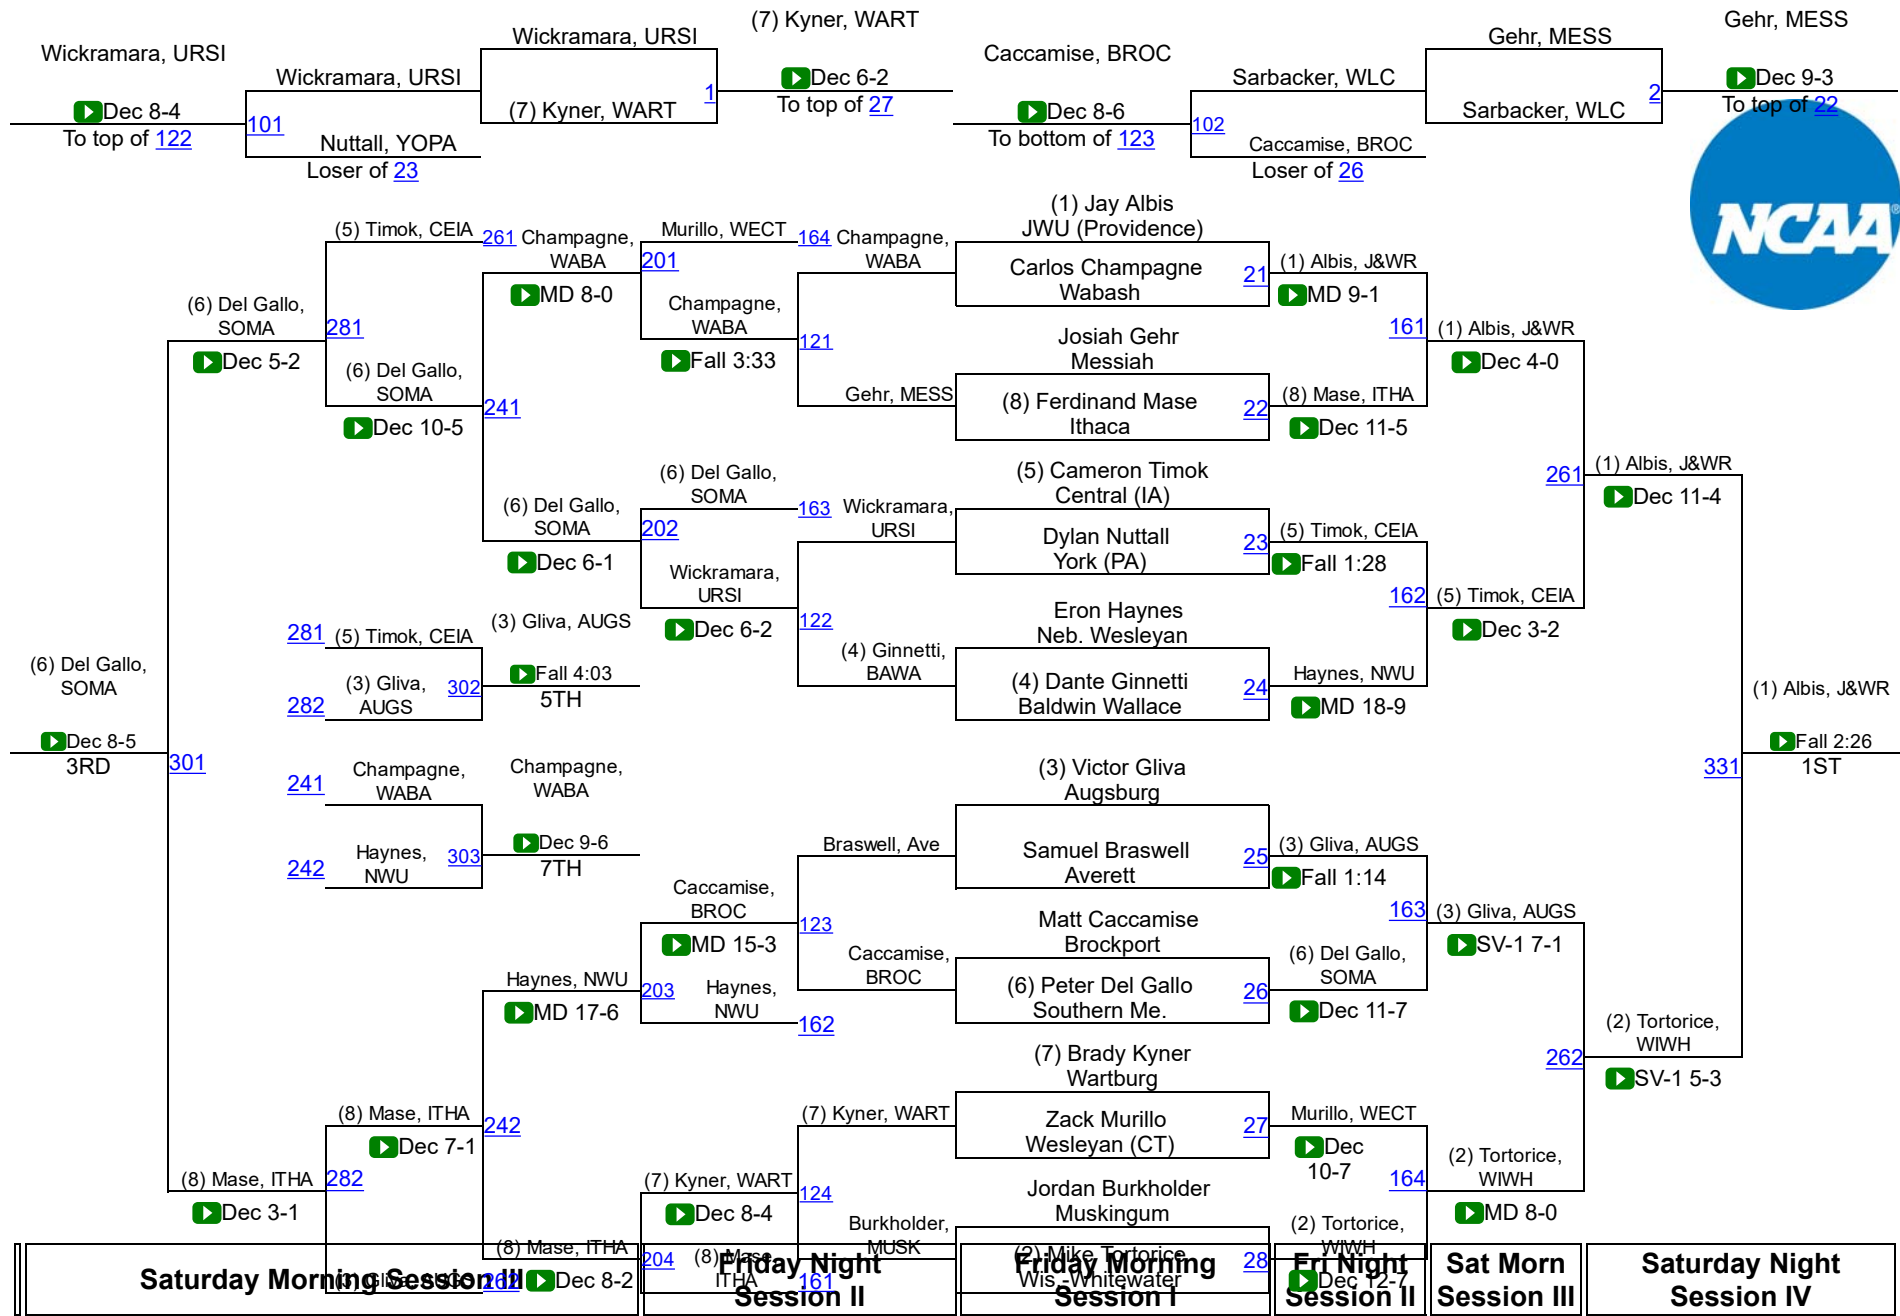 Wickramara, URSI
Dec 8-4
To top of 122
Wickramara, URSI
101
Nuttall, YOPA
Loser of 23
Wickramara, URSI
(7) Kyner, WART
1
(7) Kyner, WART
Dec 6-2
To top of 27
Caccamise, BROC
Dec 8-6
To bottom of 123
Sarbacker, WLC
102
Caccamise, BROC
Loser of 26
Gehr, MESS
Sarbacker, WLC
2
Gehr, MESS
Dec 9-3
To top of 22
NCAA®
(1) Jay Albis
JWU (Providence)
Carlos Champagne
Wabash
21
Josiah Gehr
Messiah
(8) Ferdinand Mase
Ithaca
22
(5) Cameron Timok
Central (IA)
Dylan Nuttall
York (PA)
23
Eron Haynes
Neb. Wesleyan
(4) Dante Ginnetti
Baldwin Wallace
24
(3) Victor Gliva
Augsburg
Samuel Braswell
Averett
25
Matt Caccamise
Brockport
(6) Peter Del Gallo
Southern Me.
26
(7) Brady Kyner
Wartburg
Zack Murillo
Wesleyan (CT)
27
Jordan Burkholder
Muskingum
(2) Mike Tortorice
Wis.-Whitewater
28
(1) Albis, J&WR
MD 9-1
161
(8) Mase, ITHA
Dec 11-5
(5) Timok, CEIA
Fall 1:28
162
Haynes, NWU
MD 18-9
(3) Gliva, AUGS
Fall 1:14
163
(6) Del Gallo,
SOMA
Dec 11-7
Murillo, WECT
Dec
10-7
164
(2) Tortorice,
WIWH
Dec 12-7
(1) Albis, J&WR
Dec 4-0
261
(5) Timok, CEIA
Dec 3-2
(3) Gliva, AUGS
SV-1 7-1
262
(2) Tortorice,
WIWH
MD 8-0
(1) Albis, J&WR
Dec 11-4
331
(2) Tortorice,
WIWH
SV-1 5-3
(1) Albis, J&WR
Fall 2:26
1ST
164 Champagne,
WABA
121
Gehr, MESS
163 Wickramara,
URSI
122
(4) Ginnetti,
BAWA
Braswell, Ave
123
Caccamise,
BROC
162
(7) Kyner, WART
124
Burkholder,
MUSK
161
Murillo, WECT
201
Champagne,
WABA
Fall 3:33
(6) Del Gallo,
SOMA
202
Wickramara,
URSI
Dec 6-2
Caccamise,
BROC
MD 15-3
203
Haynes,
NWU
(7) Kyner, WART
Dec 8-4
204
(8) Mase,
ITHA
261 Champagne,
WABA
MD 8-0
241
(6) Del Gallo,
SOMA
Dec 6-1
Haynes, NWU
MD 17-6
242
(8) Mase, ITHA
262
Dec 8-2
(5) Timok, CEIA
281
(6) Del Gallo,
SOMA
Dec 10-5
(8) Mase, ITHA
Dec 7-1
282
(3) Gliva, AUGS
(6) Del Gallo,
SOMA
Dec 5-2
301
(8) Mase, ITHA
Dec 3-1
(6) Del Gallo,
SOMA
Dec 8-5
3RD
281
(5) Timok, CEIA
282
(3) Gliva,
AUGS
302
(3) Gliva, AUGS
Fall 4:03
5TH
241
Champagne,
WABA
242
Haynes,
NWU
303
Champagne,
WABA
Dec 9-6
7TH
Saturday Morning Session III
Friday Night
Session II
Friday Morning
Session I
Fri Night
Session II
Sat Morn
Session III
Saturday Night
Session IV